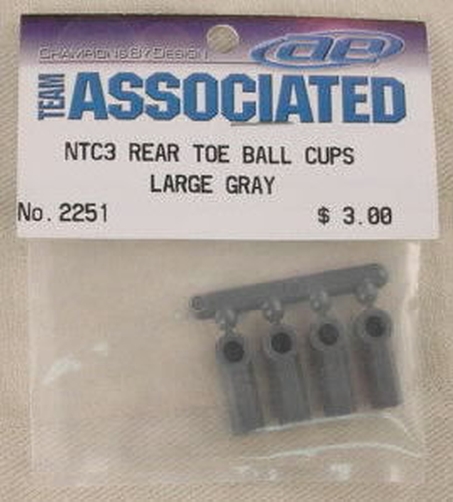 CHAMPIONS BY DESIGN
ae
TEAM ASSOCIATED
NTC3 REAR TOE BALL CUPS
LARGE GRAY
No. 2251 $ 3.00